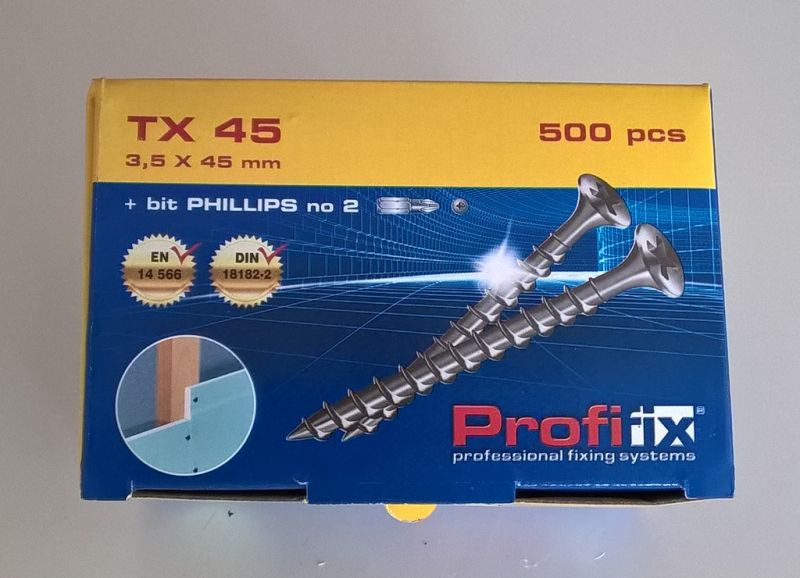 TX 45
500 pcs
3,5 X 45 mm
+ bit PHILLIPS no 2
EN
14 566
DIN
18182-2
Profifix
professional fixing systems